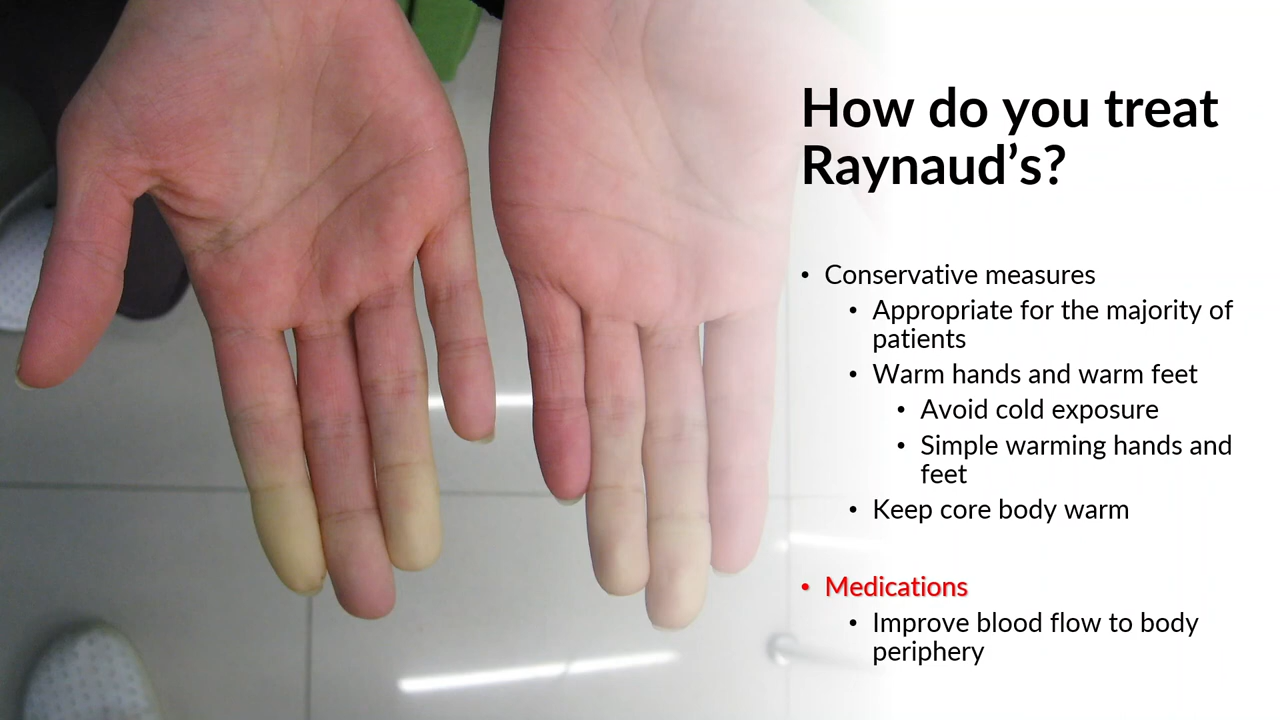 How do you treat
Raynaud’s?
• Conservative measures
• Appropriate for the majority of
patients
• Warm hands and warm feet
• Avoid cold exposure
• Simple warming hands and
feet
• Keep core body warm
• Medications
• Improve blood flow to body
periphery